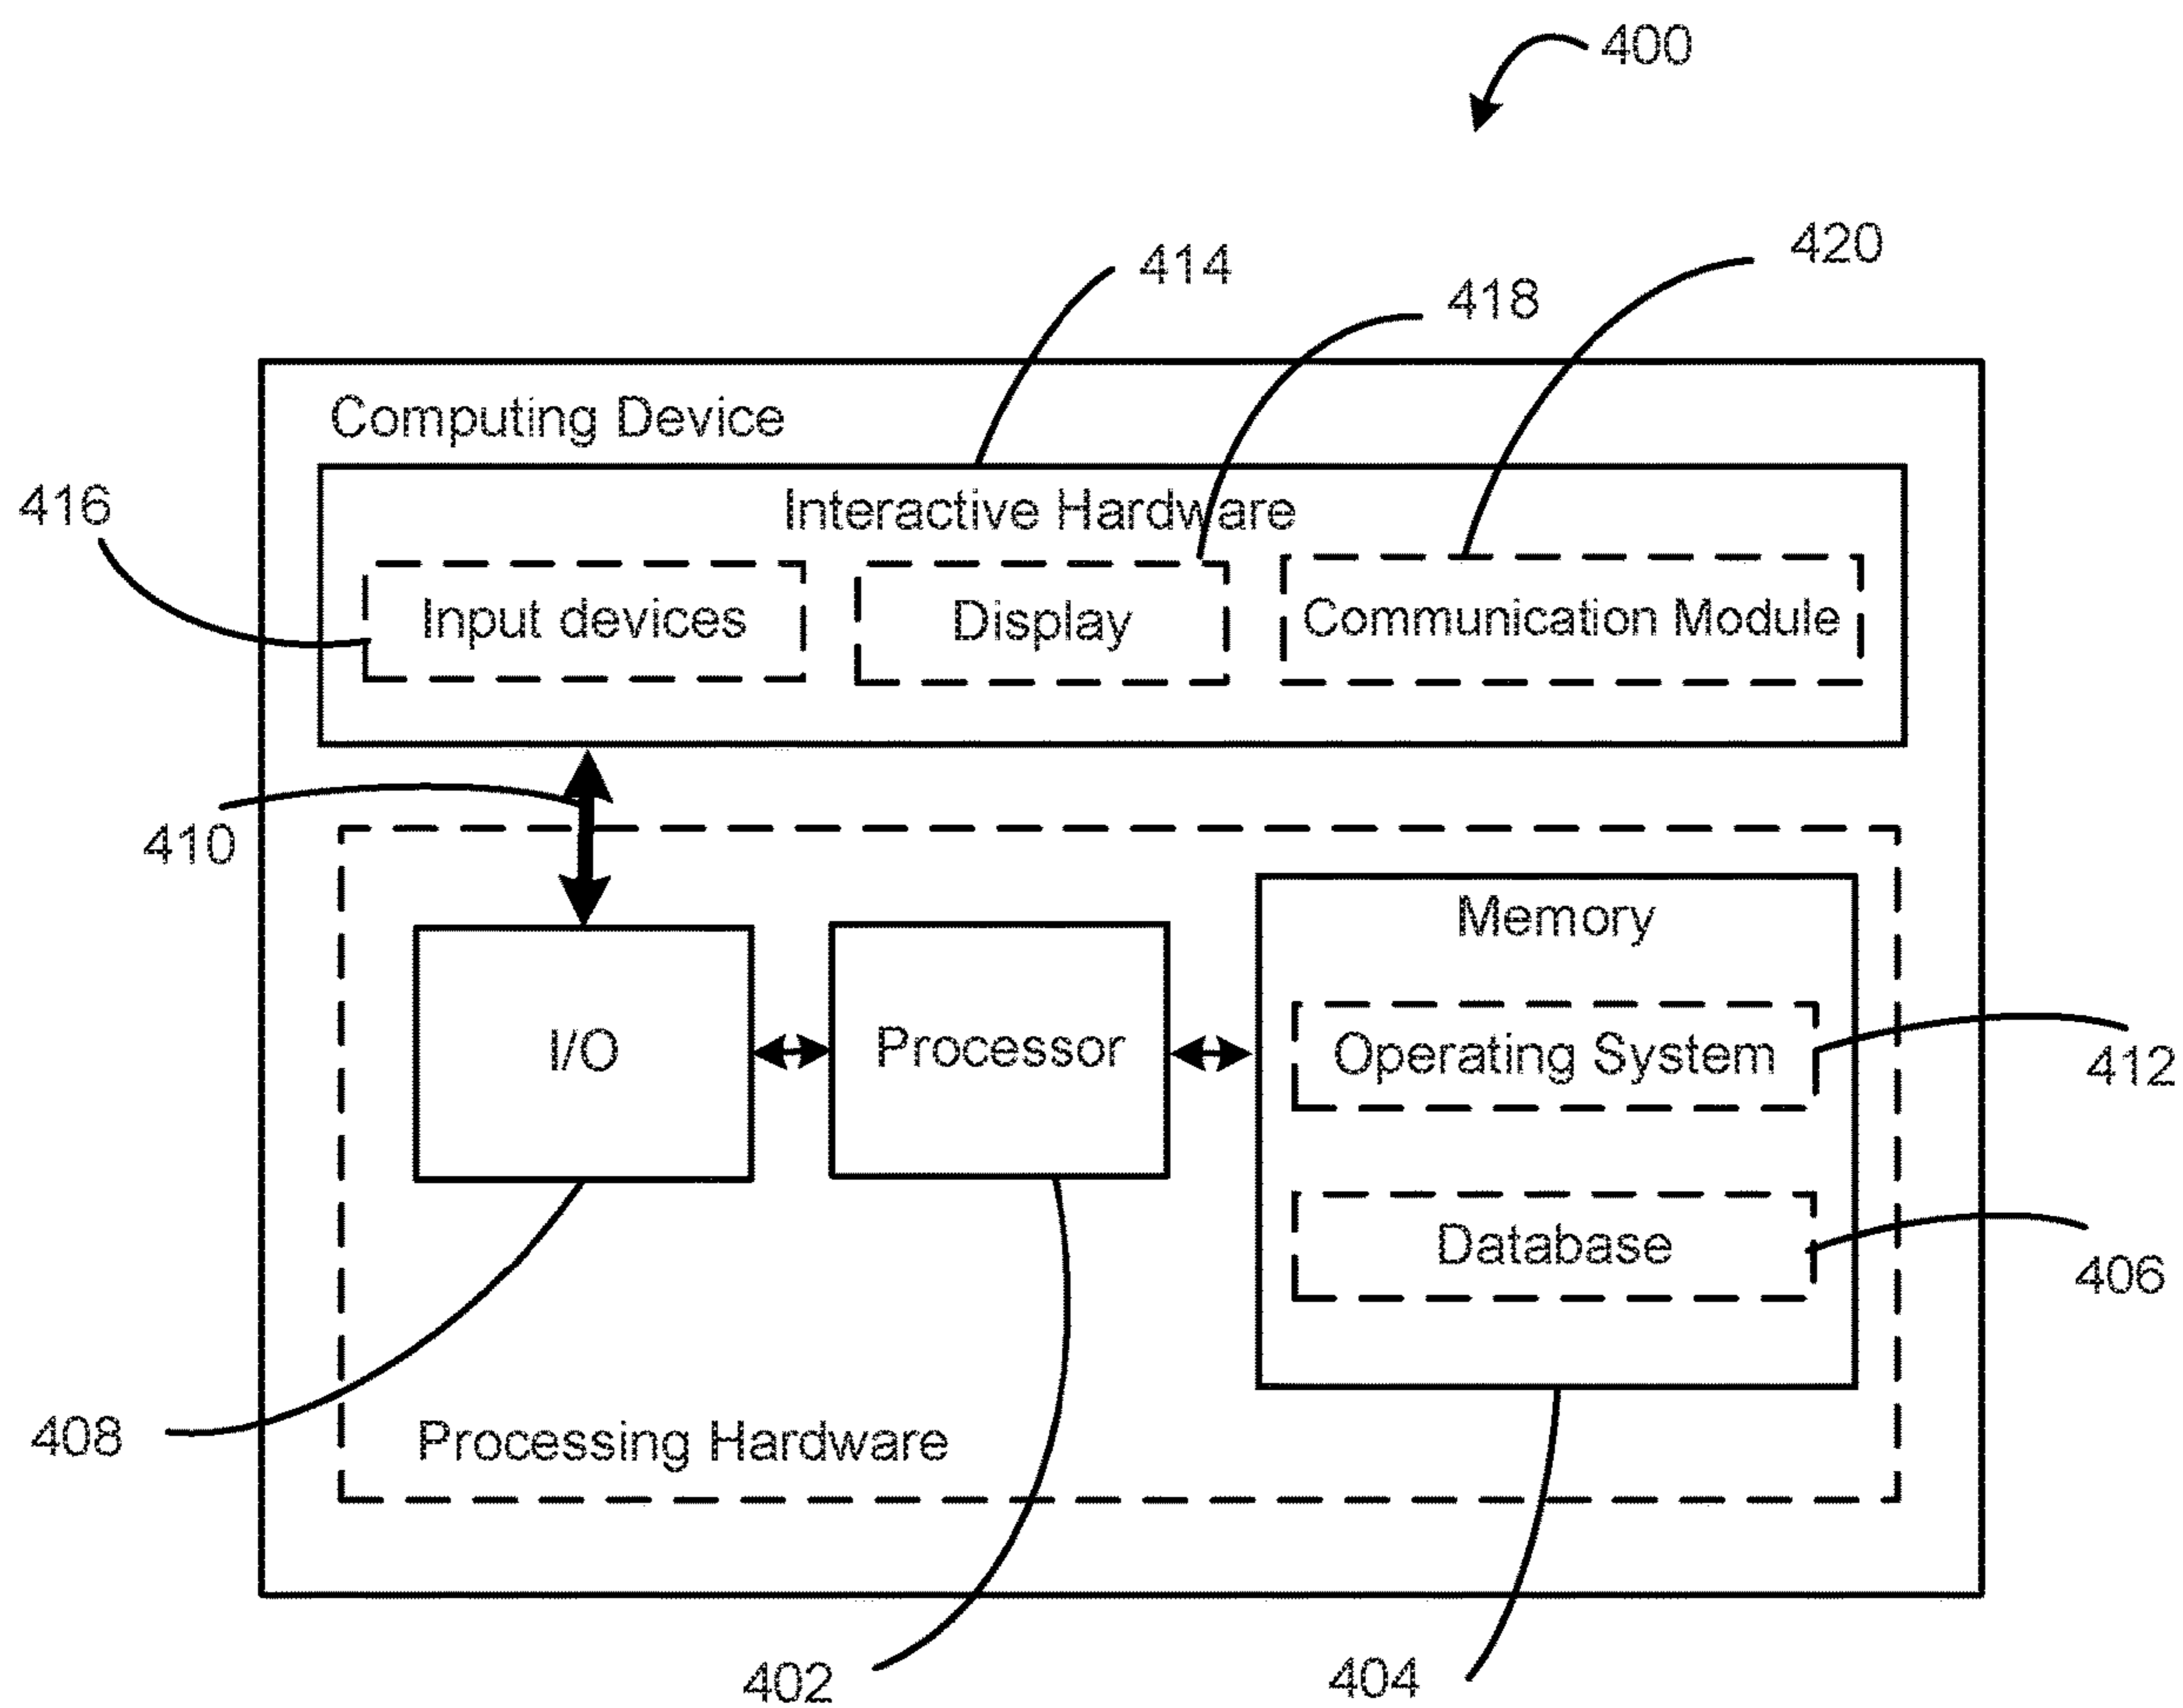 400
414
420
418
Computing Device
416
Interactive Hardware
Input devices
Display
Communication Module
410
Memory
I/O
Processor
Operating System
412
Database
406
408
Processing Hardware
402
404